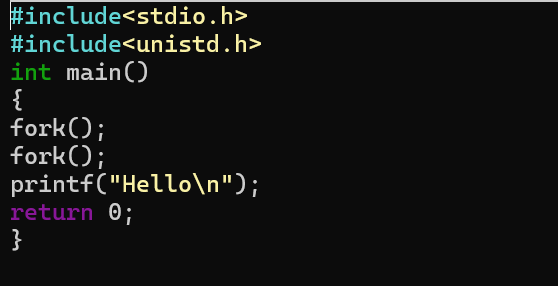 #include<stdio.h>
#include<unistd.h>
int main()
{
fork();
fork();
printf("Hello\n");
return 0;
}